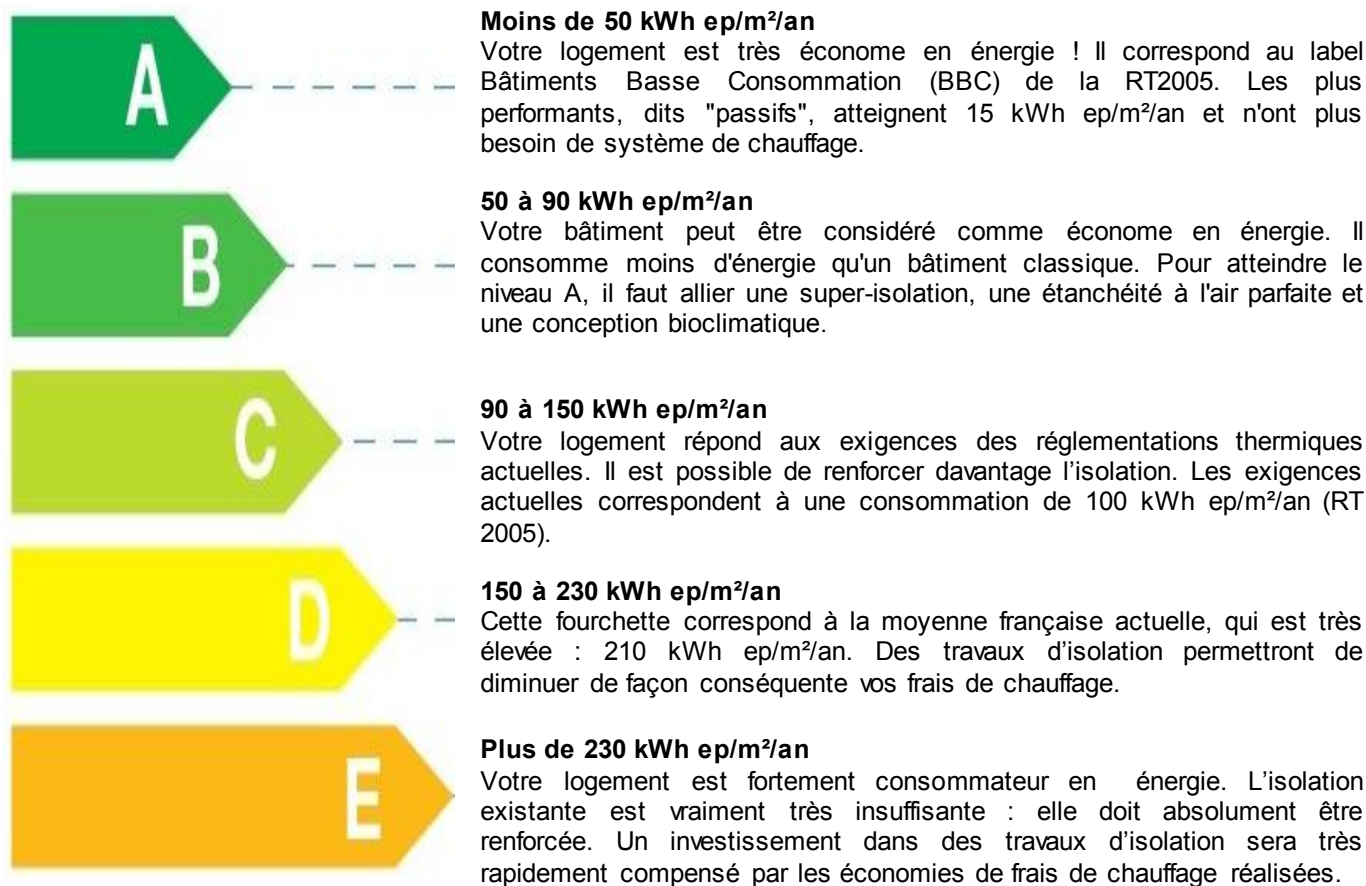 A
Moins de 50 kWh ep/m²/an
Votre logement est très économe en énergie ! Il correspond au label
Bâtiments Basse Consommation (BBC) de la RT2005. Les plus
performants, dits "passifs", atteignent 15 kWh ep/m²/an et n'ont plus
besoin de système de chauffage.
B
50 à 90 kWh ep/m²/an
Votre bâtiment peut être considéré comme économe en énergie. Il
consomme moins d'énergie qu'un bâtiment classique. Pour atteindre le
niveau A, il faut allier une super-isolation, une étanchéité à l'air parfaite et
une conception bioclimatique.
C
90 à 150 kWh ep/m²/an
Votre logement répond aux exigences des réglementations thermiques
actuelles. Il est possible de renforcer davantage l’isolation. Les exigences
actuelles correspondent à une consommation de 100 kWh ep/m²/an (RT
2005).
D
150 à 230 kWh ep/m²/an
Cette fourchette correspond à la moyenne française actuelle, qui est très
élevée : 210 kWh ep/m²/an. Des travaux d’isolation permettront de
diminuer de façon conséquente vos frais de chauffage.
E
Plus de 230 kWh ep/m²/an
Votre logement est fortement consommateur en énergie. L’isolation
existante est vraiment très insuffisante : elle doit absolument être
renforcée. Un investissement dans des travaux d’isolation sera très
rapidement compensé par les économies de frais de chauffage réalisées.